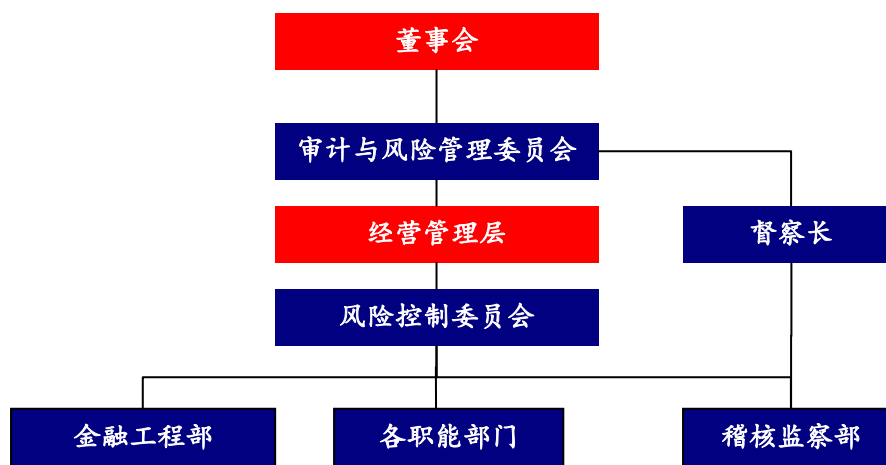 董事会
审计与风险管理委员会
经营管理层
督察长
风险控制委员会
金融工程部
各职能部门
稽核监察部